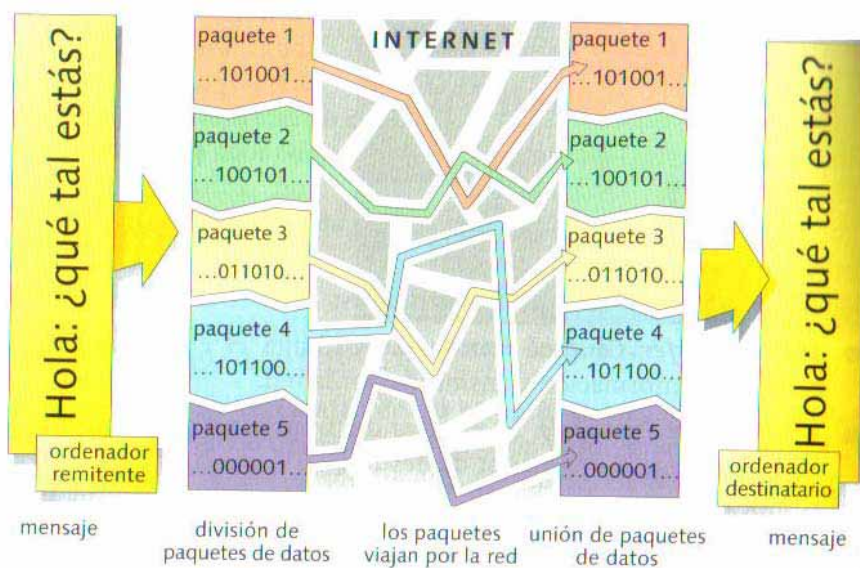 Hola: ¿qué tal estás?
ordenador
remitente
mensaje
paquete 1
...101001...
paquete 2
...100101...
paquete 3
...011010...
paquete 4
...101100...
paquete 5
...000001...
división de
paquetes de datos
INTERNET
los paquetes
viajan por la red
paquete 1
...101001...
paquete 2
...100101...
paquete 3
...011010...
paquete 4
...101100...
paquete 5
...000001...
unión de paquetes
de datos
Hola: ¿qué tal estás?
ordenador
destinatario
mensaje